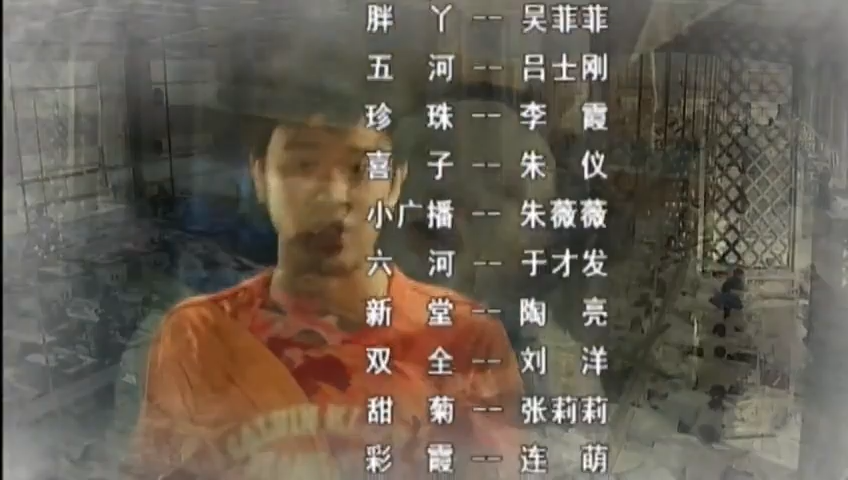 胖丫--吴菲菲
五河--吕士刚
珍珠--李霞
喜子--朱仪
小广播--朱薇薇
六河--于才发
新堂--陶亮
双全--刘洋
甜菊--张莉莉
彩霞--连萌